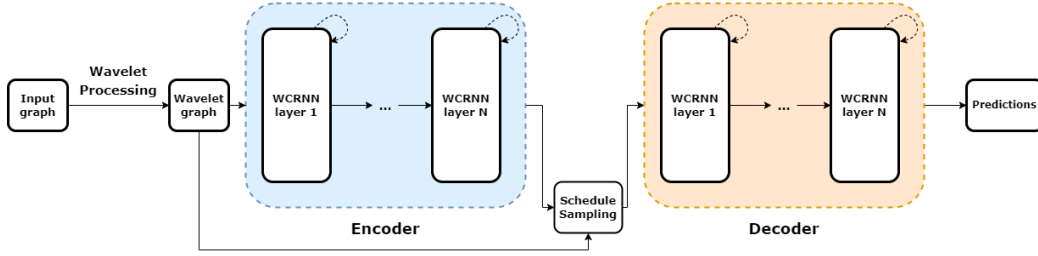 Input
graph
Wavelet
Processing
Wavelet
graph
WCRNN
layer 1
...
WCRNN
layer N
Encoder
Schedule
Sampling
WCRNN
layer 1
...
WCRNN
layer N
Decoder
Predictions